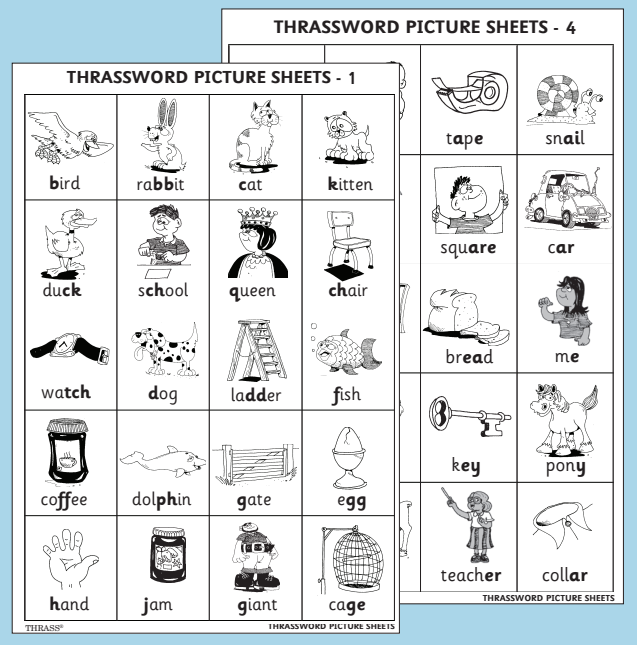 THRASSWORD PICTURE SHEETS - 4
tape snail
square car
bread me
key pony
teacher collar
THRASSWORD PICTURE SHEETS
THRASSWORD PICTURE SHEETS - 1
bird rabbit cat kitten
duck school queen chair
watch dog ladder fish
coffee dolphin gate egg
hand jam giant cage
THRASS® THRASSWORD PICTURE SHEETS